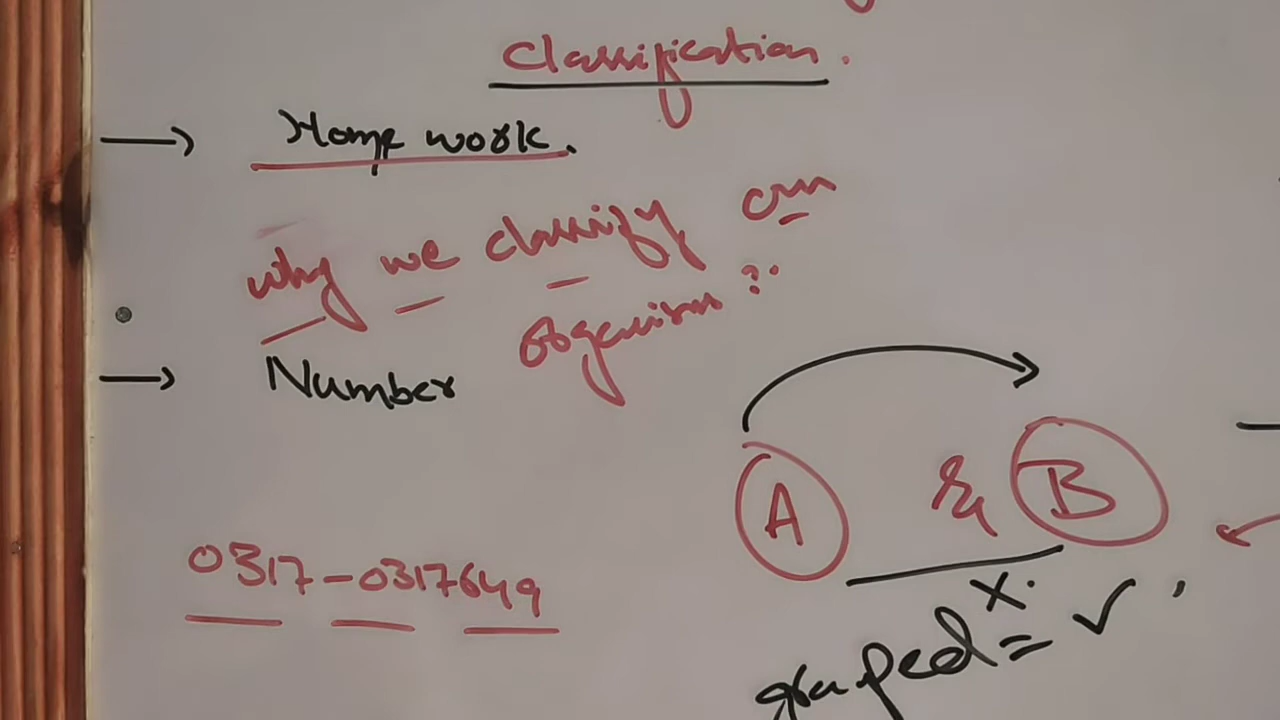 Classification.
→ Home work.
why we classify our
organism?
→ Number
A & B
0317-0317649
x.
grouped = ✓